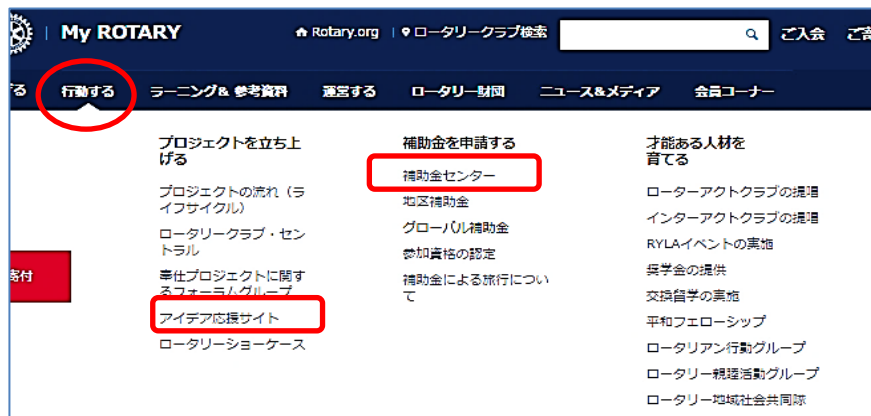 My ROTARY
Rotary.org | ロータリークラブ検索
ご入会
行動する
ラーニング& 参考資料
運営する
ロータリー財団
ニュース&メディア
会員コーナー
プロジェクトを立ち上
げる
プロジェクトの流れ（ラ
イフサイクル）
ロータリークラブ・セン
トラル
奉仕プロジェクトに関す
るフォーラムグループ
アイデア応援サイト
ロータリーショーケース
補助金を申請する
補助金センター
地区補助金
グローバル補助金
参加資格の認定
補助金による旅行につい
て
才能ある人材を
育てる
ローターアクトクラブの提唱
インターアクトクラブの提唱
RYLAイベントの実施
奨学金の提供
交換留学の実施
平和フェローシップ
ロータリアン行動グループ
ロータリー親睦活動グループ
ロータリー地域社会共同隊
寄付